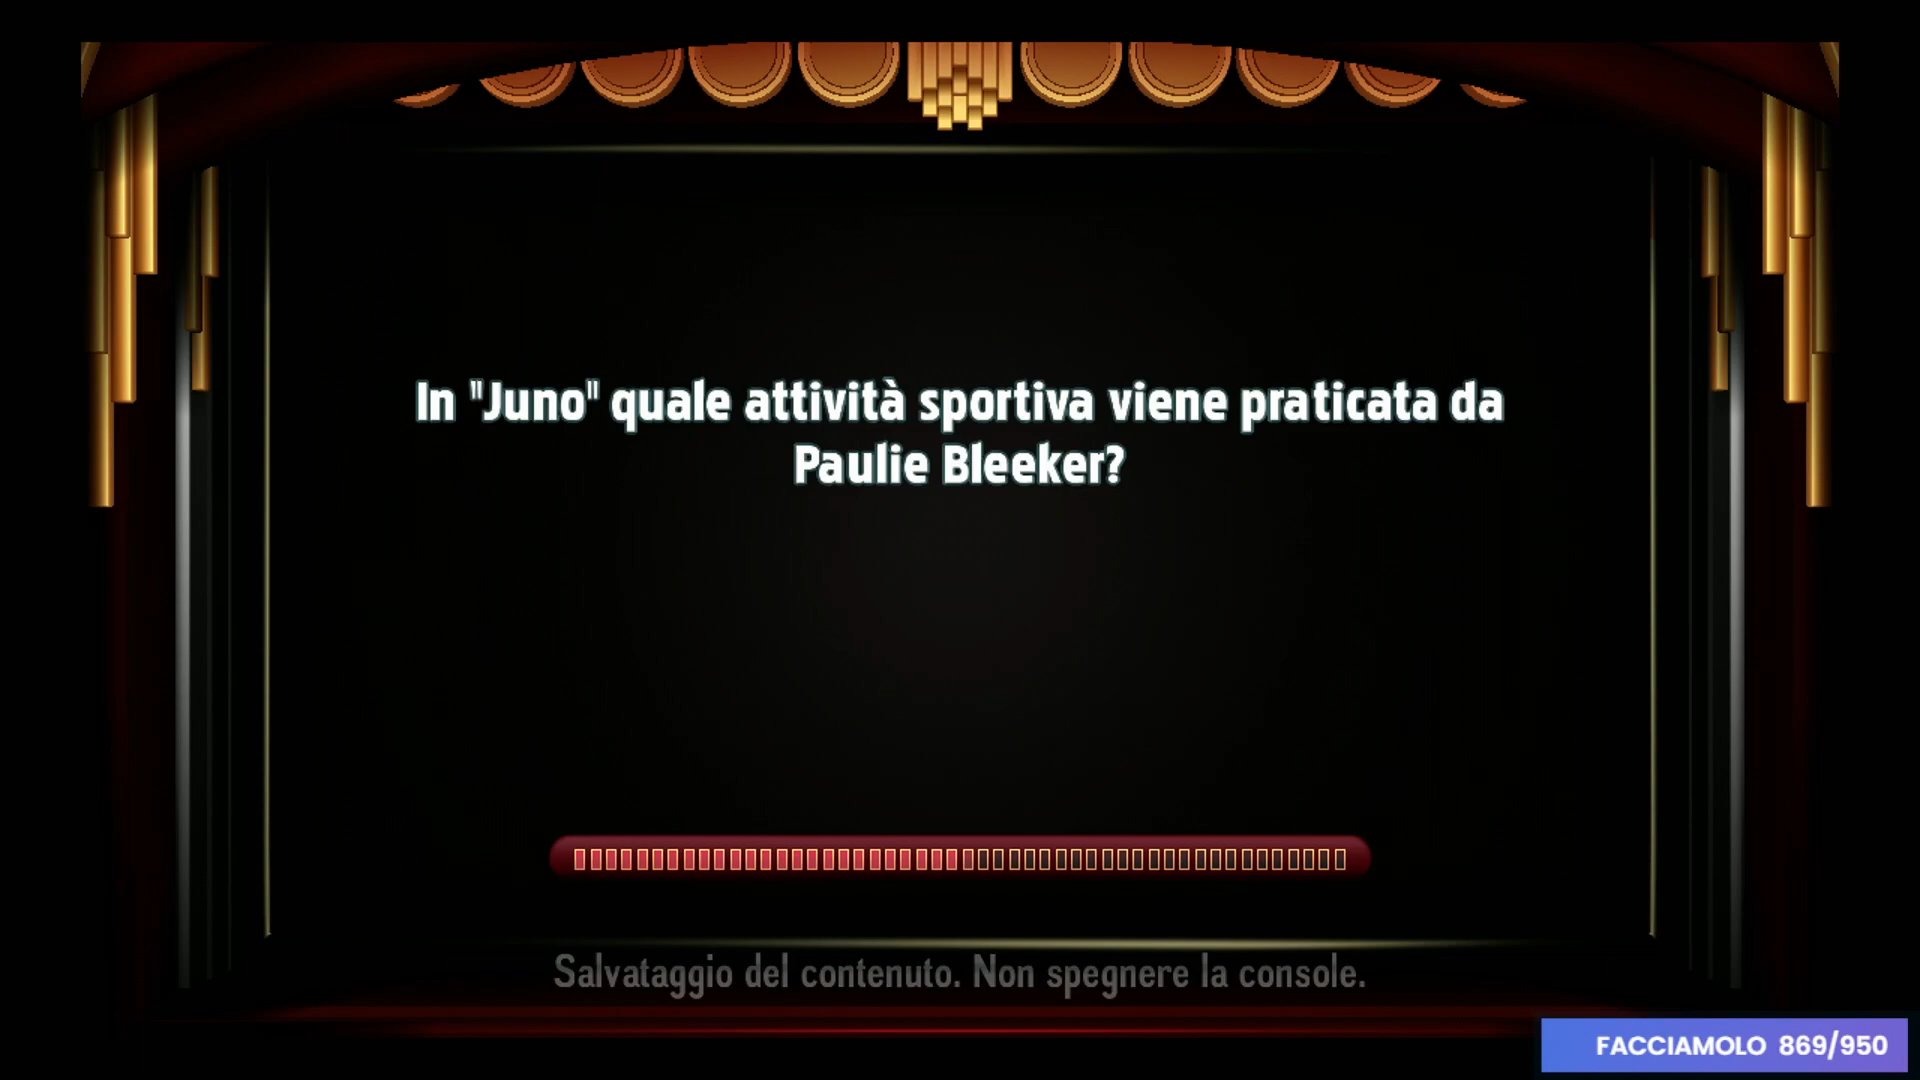 In "Juno" quale attività sportiva viene praticata da
Paulie Bleeker?
Salvataggio del contenuto. Non spegnere la console.
FACCIAMOLO 869/950